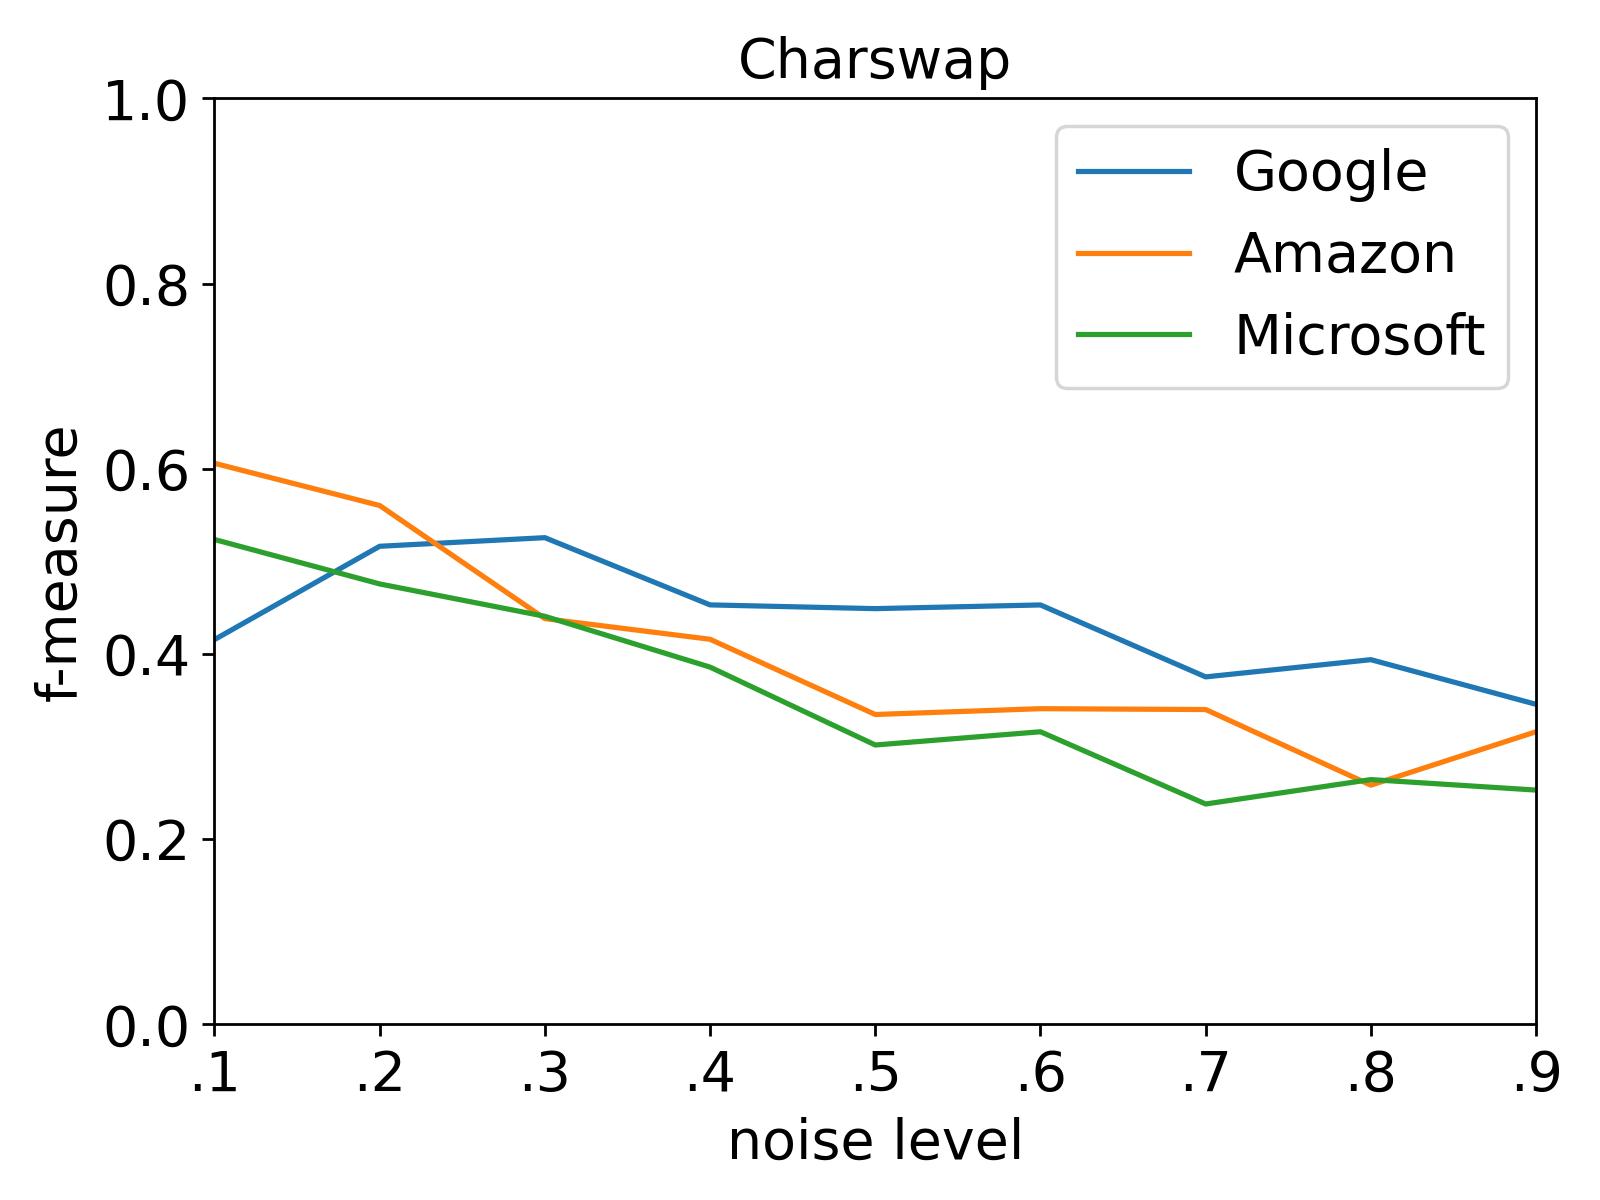 Charswap
1.0
0.8
0.6
0.4
0.2
0.0
f-measure
Google
Amazon
Microsoft
.1 .2 .3 .4 .5 .6 .7 .8 .9
noise level